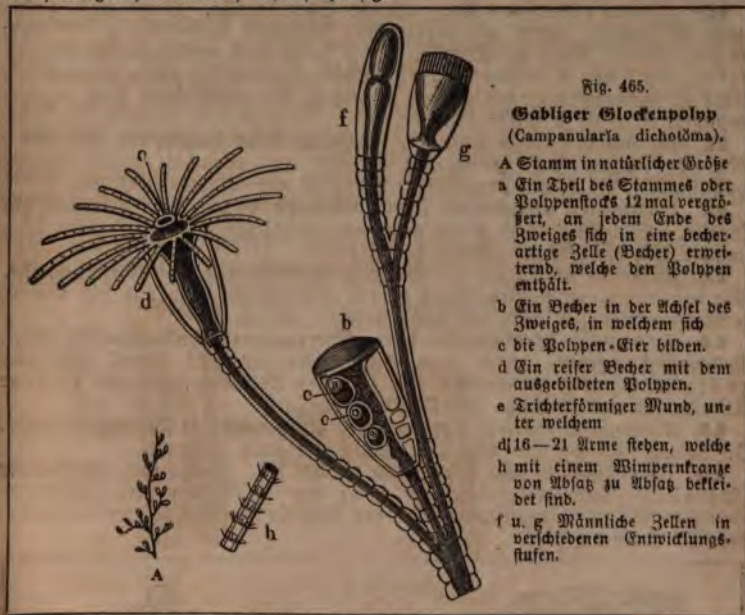 Fig. 465.
Gabliger Glockenpolyp
(Campanularĭa dichotŏma).
A Stamm in natürlicher Größe
a Ein Theil des Stammes oder
Polypenstocks 12 mal vergrö-
ßert, an jedem Ende des
Zweiges sich in eine becher-
artige Zelle (Becher) erwei-
ternd, welche den Polypen
enthält.
b Ein Becher in der Achsel des
Zweiges, in welchem sich
c die Polypen-Eier bilden.
d Ein reifer Becher mit dem
ausgebildeten Polypen.
e Trichterförmiger Mund, un-
ter welchem
d; 16—21 Arme stehen, welche
h mit einem Wimpernkranze
von Absatz zu Absatz beklei-
det sind.
f u. g Männliche Zellen in
verschiedenen Entwicklungs-
stufen.
f
g
e
d
b
c
c
h
A